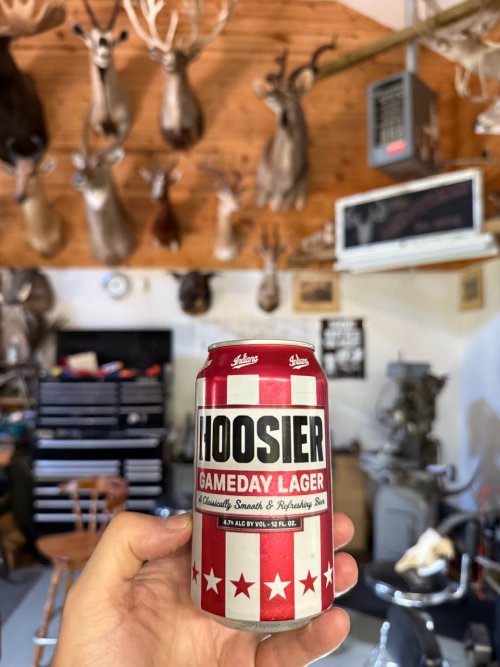 Indiana Indiana
HOOSIER
GAMEDAY LAGER
A Classically Smooth & Refreshing Beer
4.7% ALC BY VOL - 12 FL. OZ.